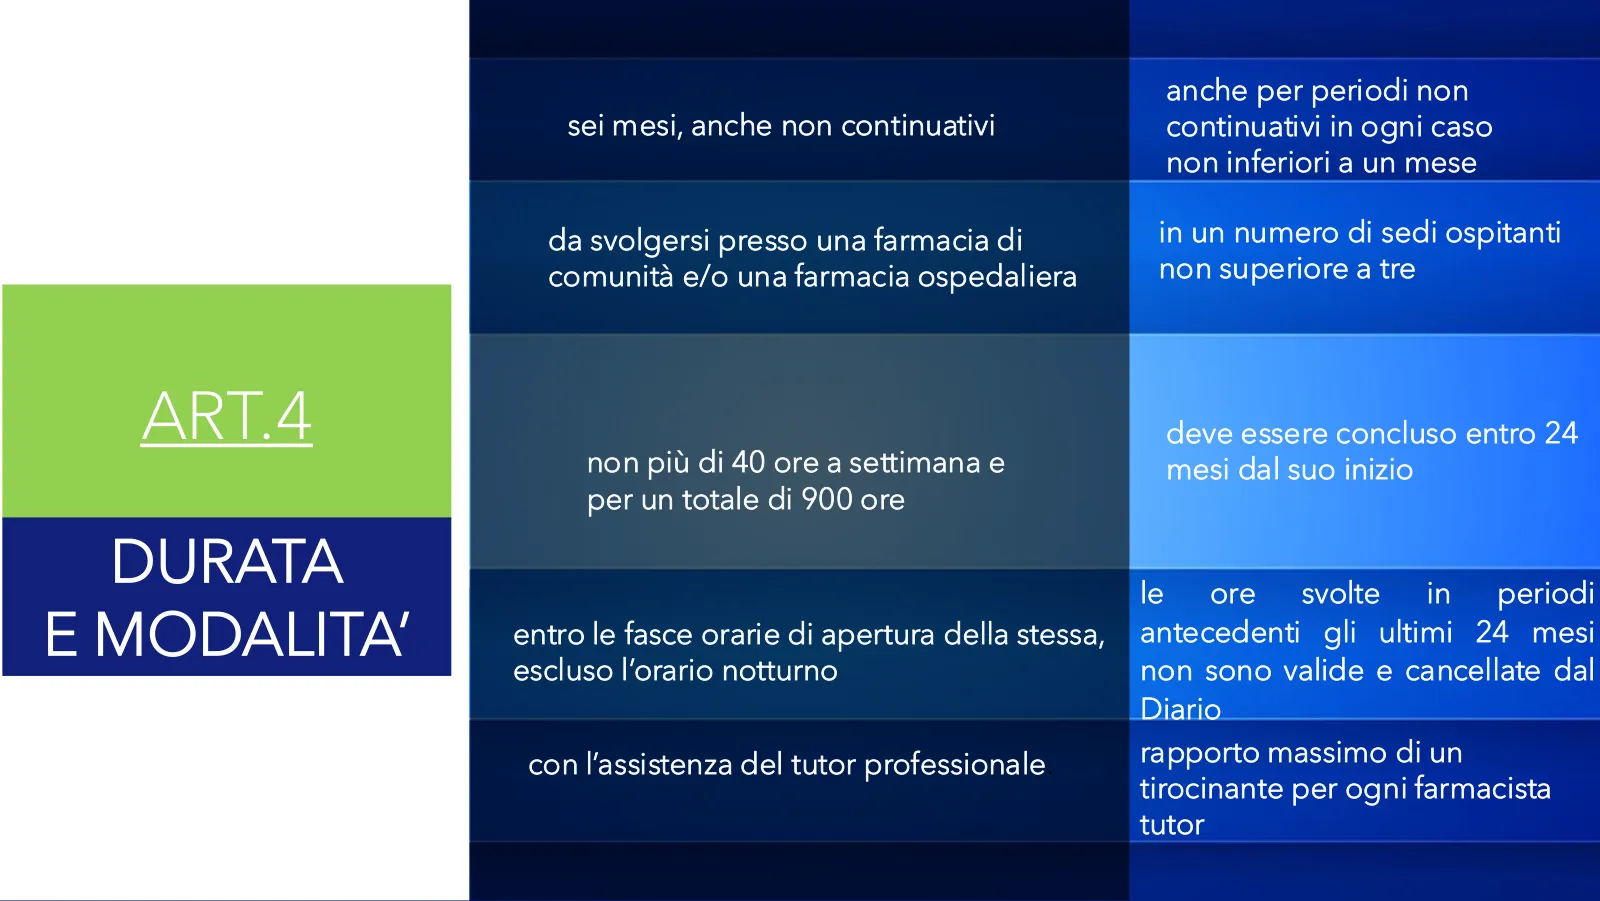 ART.4
DURATA
E MODALITA’
sei mesi, anche non continuativi
anche per periodi non
continuativi in ogni caso
non inferiori a un mese
da svolgersi presso una farmacia di
comunità e/o una farmacia ospedaliera
in un numero di sedi ospitanti
non superiore a tre
non più di 40 ore a settimana e
per un totale di 900 ore
deve essere concluso entro 24
mesi dal suo inizio
entro le fasce orarie di apertura della stessa,
escluso l’orario notturno
le ore svolte in periodi
antecedenti gli ultimi 24 mesi
non sono valide e cancellate dal
Diario
con l’assistenza del tutor professionale.
rapporto massimo di un
tirocinante per ogni farmacista
tutor